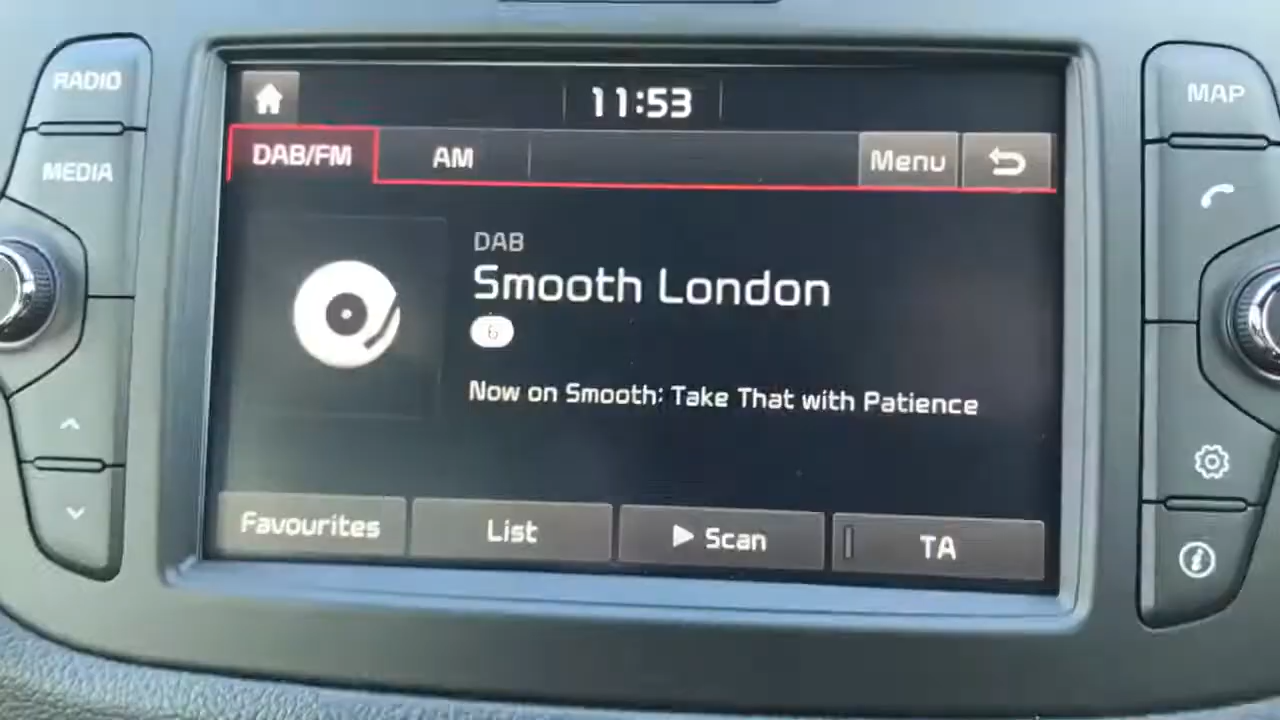 RADIO
MEDIA
MAP
11:53
DAB/FM
AM
Menu
DAB
Smooth London
6
Now on Smooth: Take That with Patience
Favourites
List
Scan
TA